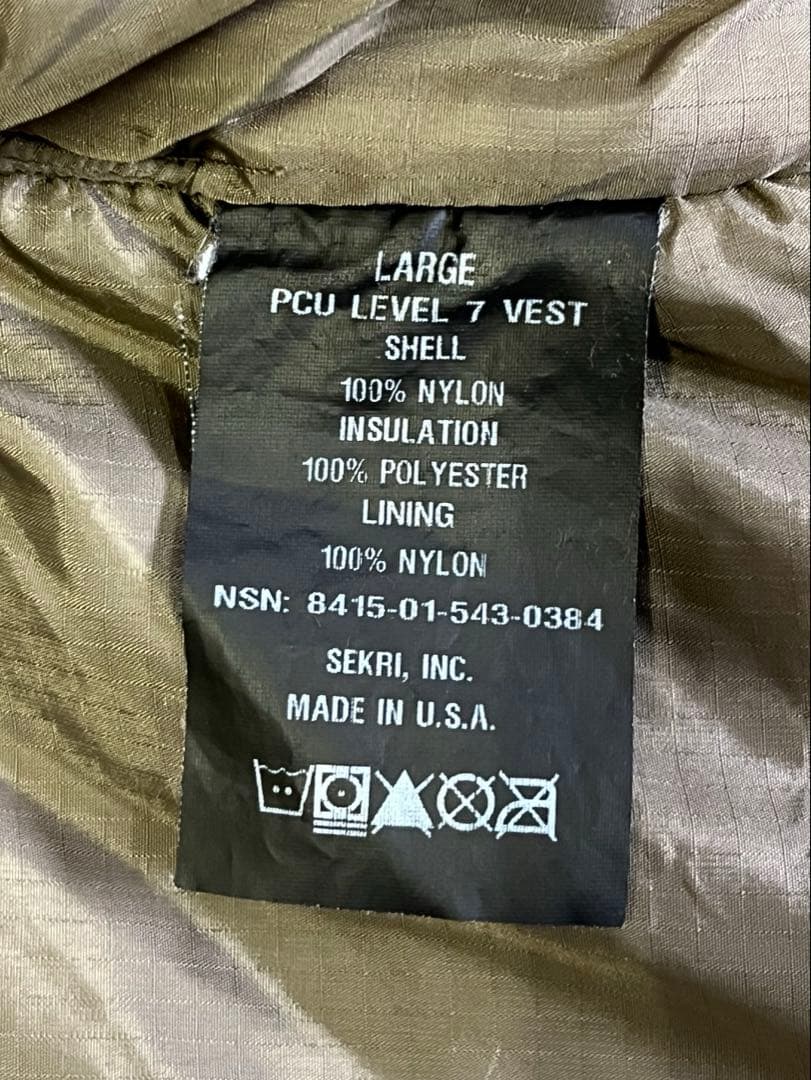 LARGE
PCU LEVEL 7 VEST
SHELL
100% NYLON
INSULATION
100% POLYESTER
LINING
100% NYLON
NSN: 8415-01-543-0384
SEKRI, INC.
MADE IN U.S.A.